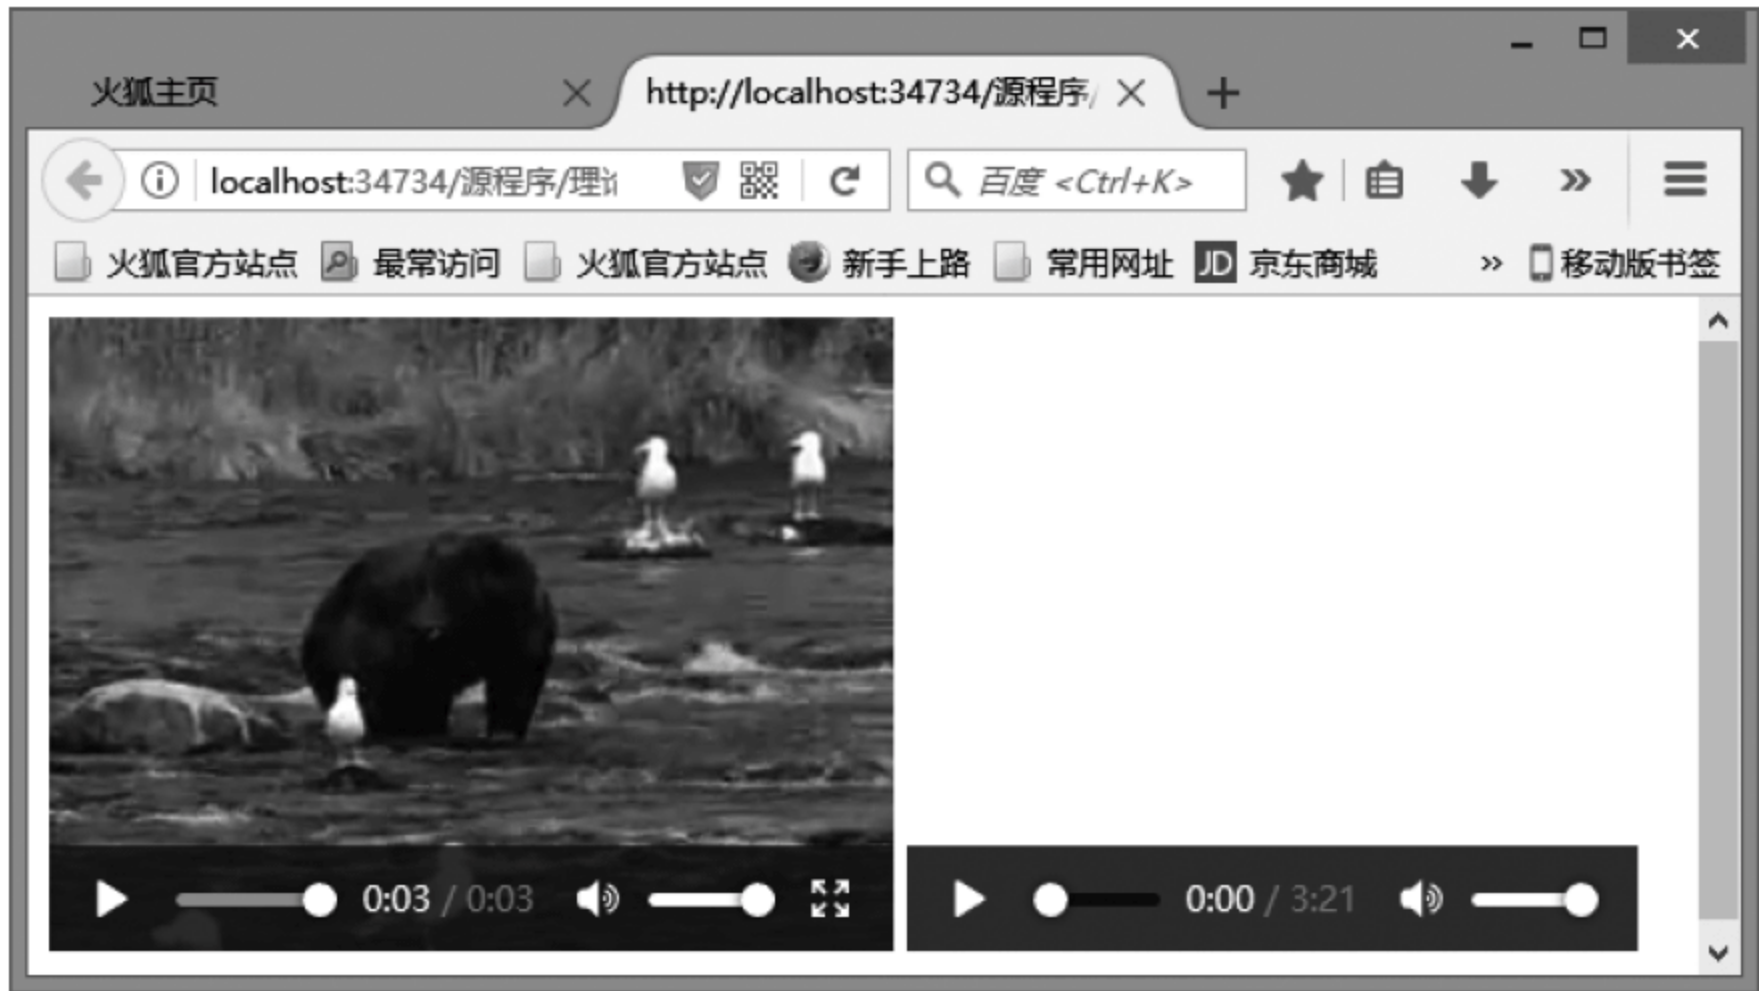 火狐主页
http://localhost:34734/源程序/
localhost:34734/源程序/理论
百度 <Ctrl+K>
火狐官方站点 最常访问 火狐官方站点 新手上路 常用网址 JD 京东商城 » 移动版书签
0:03 / 0:03
0:00 / 3:21